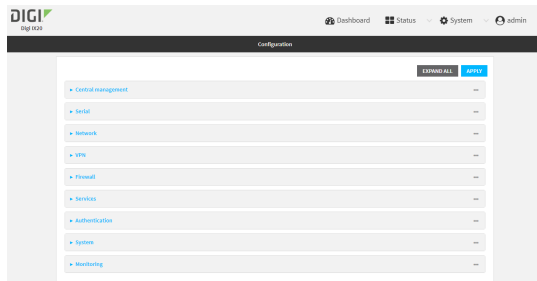 DIGI.
Digi IX20
Dashboard
Status
System
admin
Configuration
EXPAND ALL
APPLY
Central management
Serial
Network
VPN
Firewall
Services
Authentication
System
Monitoring